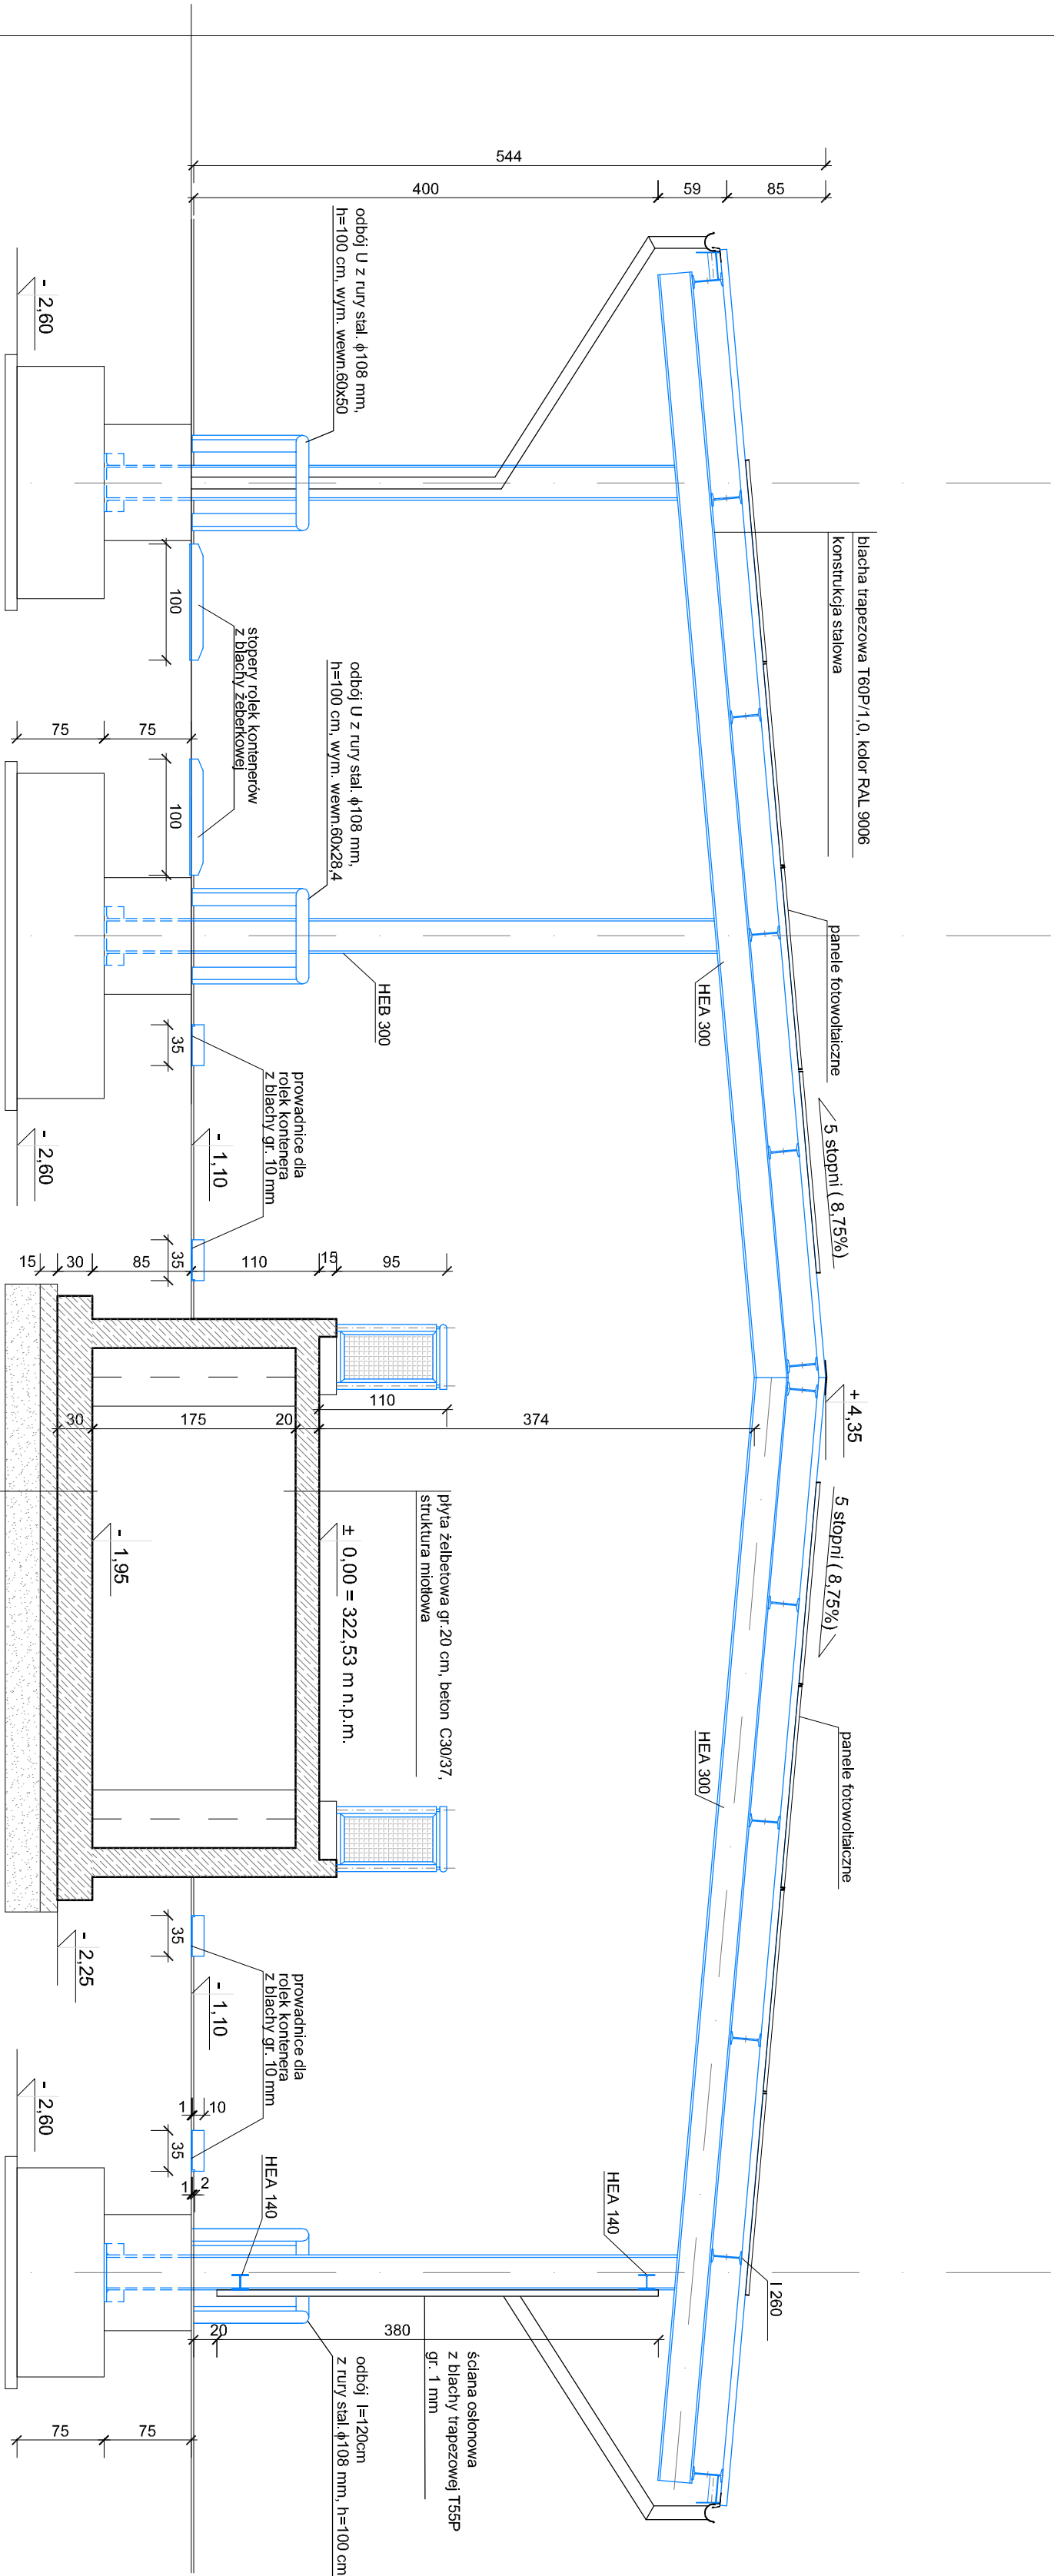 544
400
59
85
odbój U z rury stal. ϕ108 mm,
h=100 cm, wym. wewn.60x50
- 2,60
blacha trapezowa T60P/1,0, kolor RAL 9006
konstrukcja stalowa
100
stopery rolek kontenerów
z blachy żeberkowej
75
75
100
odbój U z rury stal. ϕ108 mm,
h=100 cm, wym. wewn.60x28,4
panele fotowoltaiczne
HEA 300
HEB 300
35
prowadnice dla
rolek kontenera
z blachy gr. 10 mm
- 2,60
- 1,10
5 stopni ( 8,75%)
15
30
85
35
110
15
95
+ 4,35
110
30
175
20
374
płyta żelbetowa gr.20 cm, beton C30/37,
struktura miotłowa
± 0,00 = 322,53 m n.p.m.
- 1,95
5 stopni ( 8,75%)
panele fotowoltaiczne
HEA 300
- 2,25
35
- 1,10
prowadnice dla
rolek kontenera
z blachy gr. 10 mm
- 2,60
1
10
35
1
2
HEA 140
HEA 140
I 260
20
380
ściana osłonowa
z blachy trapezowej T55P
gr. 1 mm
odbój l=120cm
z rury stal.ϕ108 mm, h=100 cm
75
75